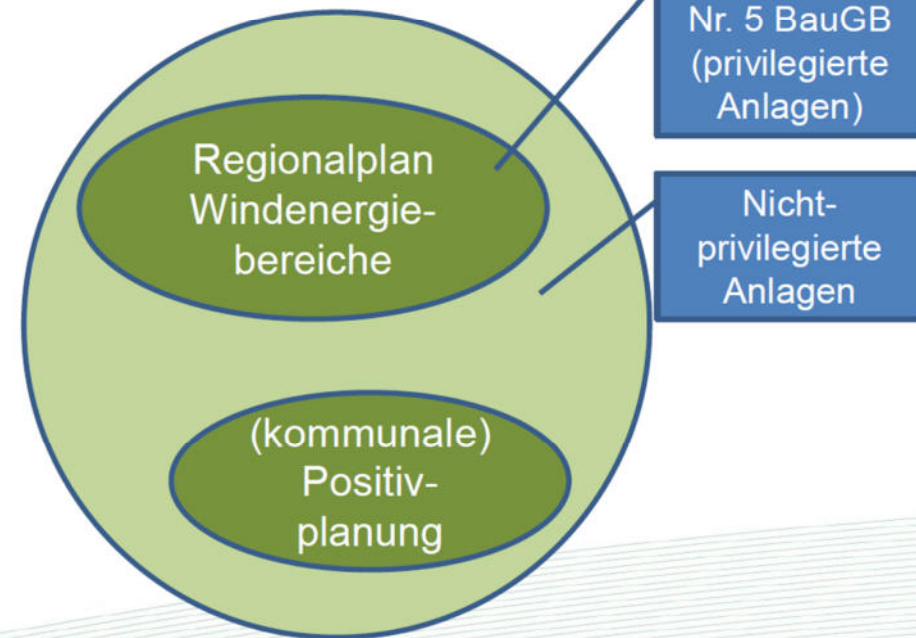 Nr. 5 BauGB
(privilegierte
Anlagen)
Regionalplan
Windenergie-
bereiche
Nicht-
privilegierte
Anlagen
(kommunale)
Positiv-
planung